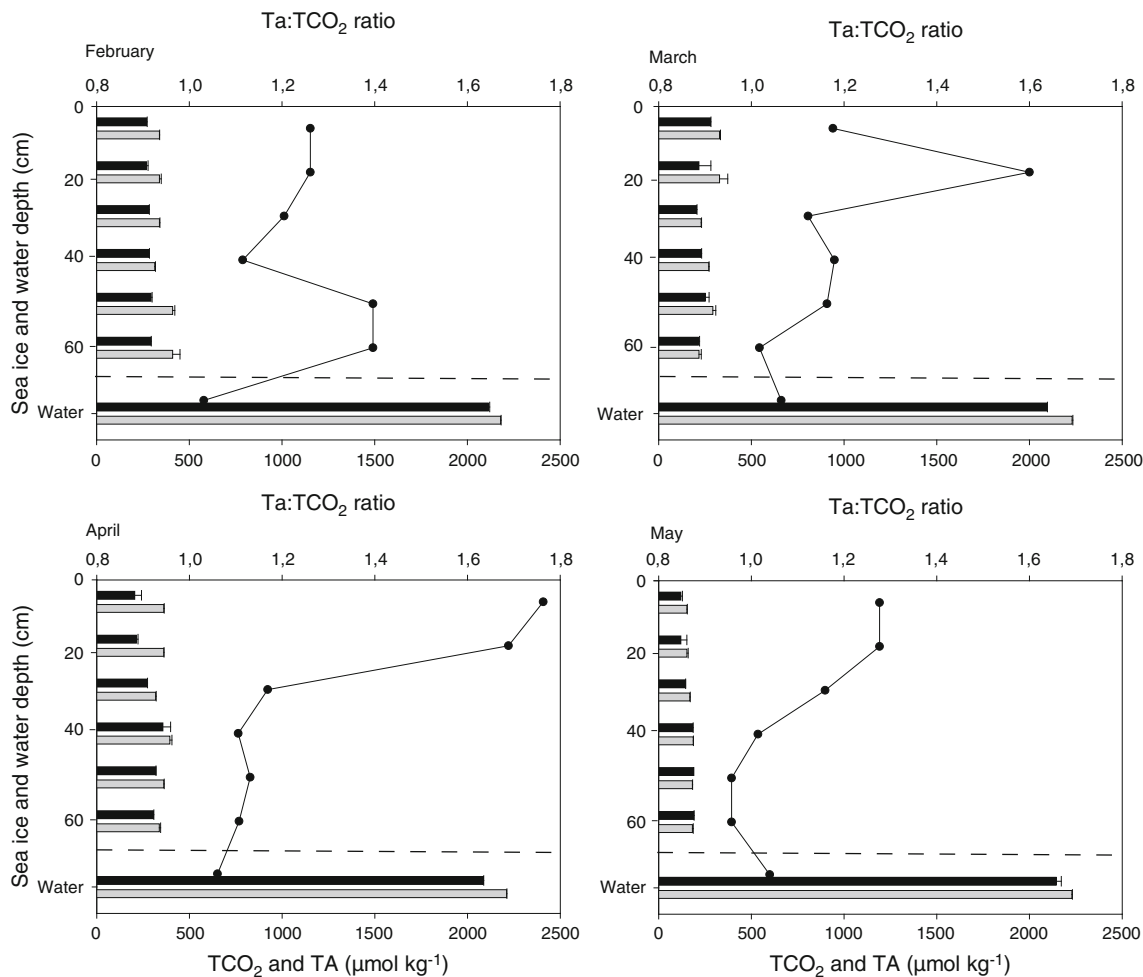 Ta:TCO2 ratio
February
0,8 1,0 1,2 1,4 1,6 1,8
0
20
40
60
Water
Sea ice and water depth (cm)
0 500 1000 1500 2000 2500
Ta:TCO2 ratio
March
0,8 1,0 1,2 1,4 1,6 1,8
0
20
40
60
Water
0 500 1000 1500 2000 2500
Ta:TCO2 ratio
April
0,8 1,0 1,2 1,4 1,6 1,8
0
20
40
60
Water
Sea ice and water depth (cm)
0 500 1000 1500 2000 2500
TCO2 and TA (µmol kg-1)
Ta:TCO2 ratio
May
0,8 1,0 1,2 1,4 1,6 1,8
0
20
40
60
Water
0 500 1000 1500 2000 2500
TCO2 and TA (µmol kg-1)